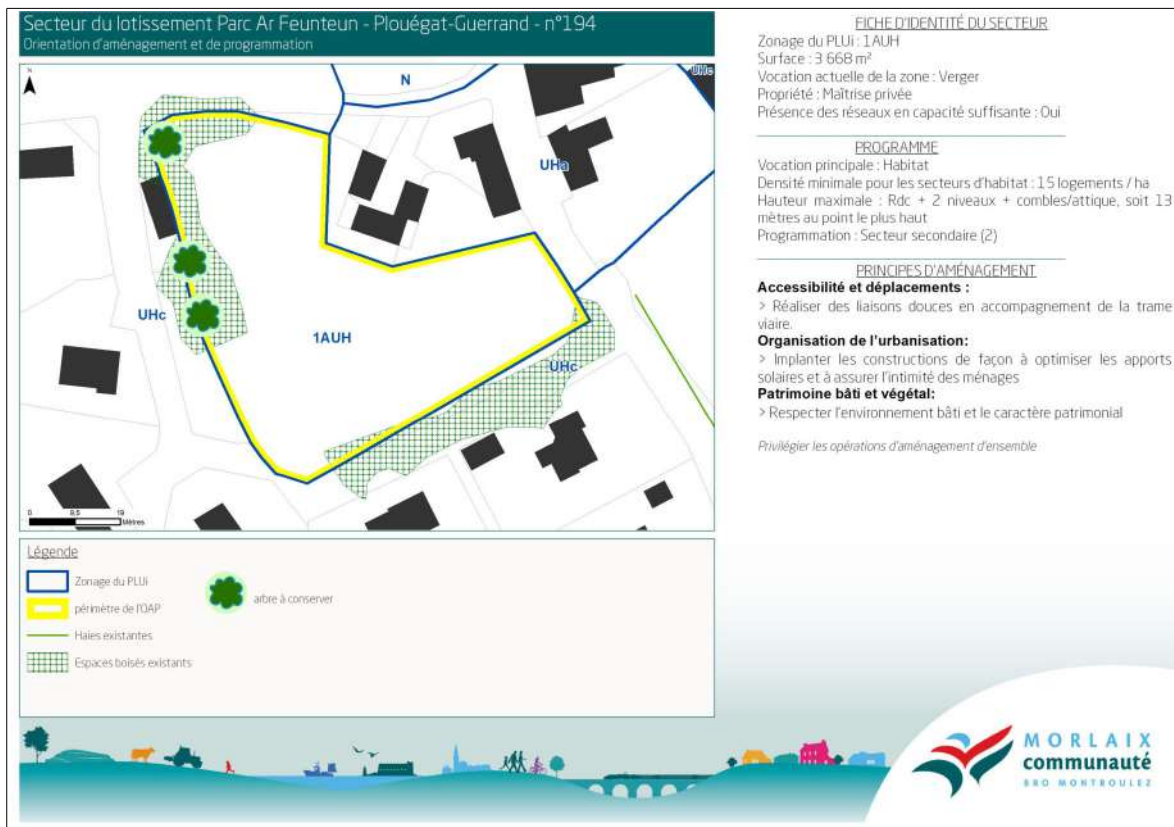 Secteur du lotissement Parc Ar Feunteun - Plouégat-Guerrand - n°194
Orientation d'aménagement et de programmation
N
N
UHc
UHa
UHc
1AUH
UHc
0 9,5 19
Mètres
Légende
Zonage du PLUi
périmètre de l'OAP
Haies existantes
Espaces boisés existants
arbre à conserver
FICHE D'IDENTITÉ DU SECTEUR
Zonage du PLUi : 1AUH
Surface : 3 668 m²
Vocation actuelle de la zone : Verger
Propriété : Maîtrise privée
Présence des réseaux en capacité suffisante : Oui
PROGRAMME
Vocation principale : Habitat
Densité minimale pour les secteurs d'habitat : 15 logements / ha
Hauteur maximale : Rdc + 2 niveaux + combles/attique, soit 13
mètres au point le plus haut
Programmation : Secteur secondaire (2)
PRINCIPES D'AMÉNAGEMENT
Accessibilité et déplacements :
> Réaliser des liaisons douces en accompagnement de la trame
viaire.
Organisation de l'urbanisation:
> Implanter les constructions de façon à optimiser les apports
solaires et à assurer l'intimité des ménages
Patrimoine bâti et végétal:
> Respecter l'environnement bâti et le caractère patrimonial
Privilégier les opérations d'aménagement d'ensemble
MORLAIX
communauté
BRO MONTROULEZ